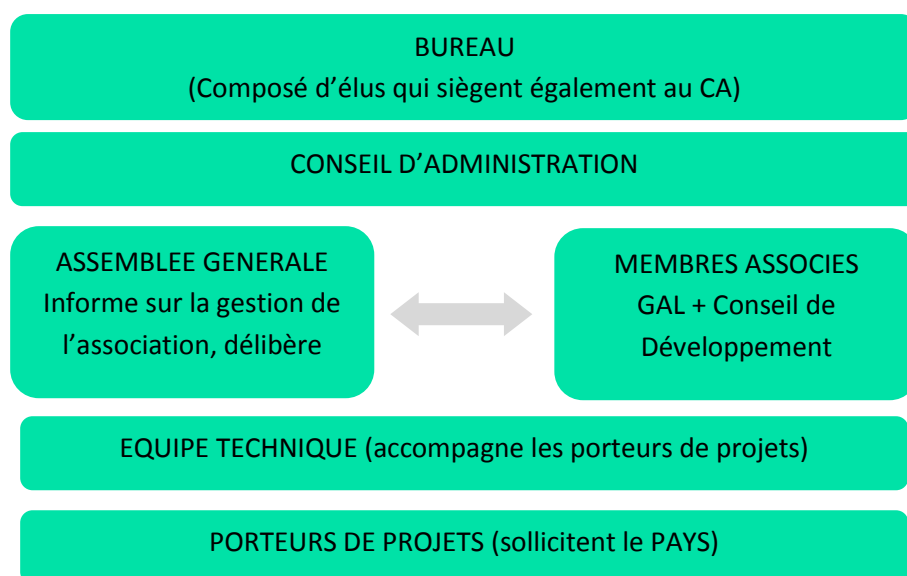 BUREAU
(Composé d’élus qui siègent également au CA)
CONSEIL D’ADMINISTRATION
ASSEMBLEE GENERALE
Informe sur la gestion de
l’association, délibère
MEMBRES ASSOCIES
GAL + Conseil de
Développement
EQUIPE TECHNIQUE (accompagne les porteurs de projets)
PORTEURS DE PROJETS (sollicitent le PAYS)